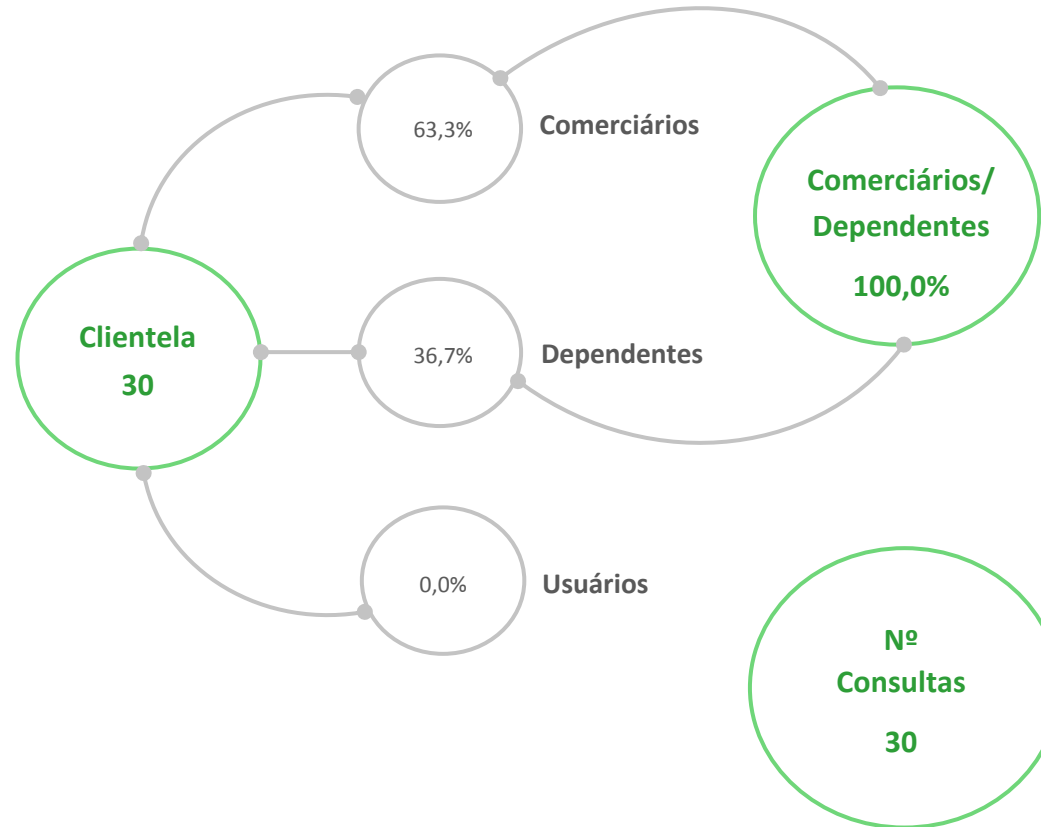 63,3%
Comerciários
Comerciários/
Dependentes
100,0%
Clientela
30
36,7%
Dependentes
0,0%
Usuários
Nº
Consultas
30